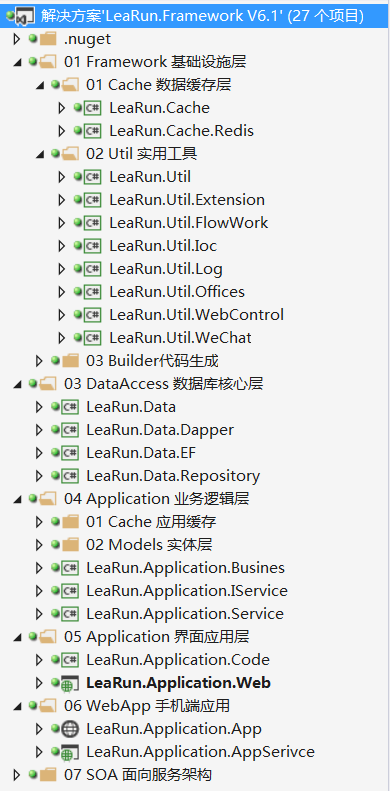 解决方案'LeaRun.Framework V6.1' (27 个项目)
.nuget
01 Framework 基础设施层
01 Cache 数据缓存层
LeaRun.Cache
LeaRun.Cache.Redis
02 Util 实用工具
LeaRun.Util
LeaRun.Util.Extension
LeaRun.Util.FlowWork
LeaRun.Util.Ioc
LeaRun.Util.Log
LeaRun.Util.Offices
LeaRun.Util.WebControl
LeaRun.Util.WeChat
03 Builder代码生成
03 DataAccess 数据库核心层
LeaRun.Data
LeaRun.Data.Dapper
LeaRun.Data.EF
LeaRun.Data.Repository
04 Application 业务逻辑层
01 Cache 应用缓存
02 Models 实体层
LeaRun.Application.Busines
LeaRun.Application.IService
LeaRun.Application.Service
05 Application 界面应用层
LeaRun.Application.Code
LeaRun.Application.Web
06 WebApp 手机端应用
LeaRun.Application.App
LeaRun.Application.AppSerivce
07 SOA 面向服务架构